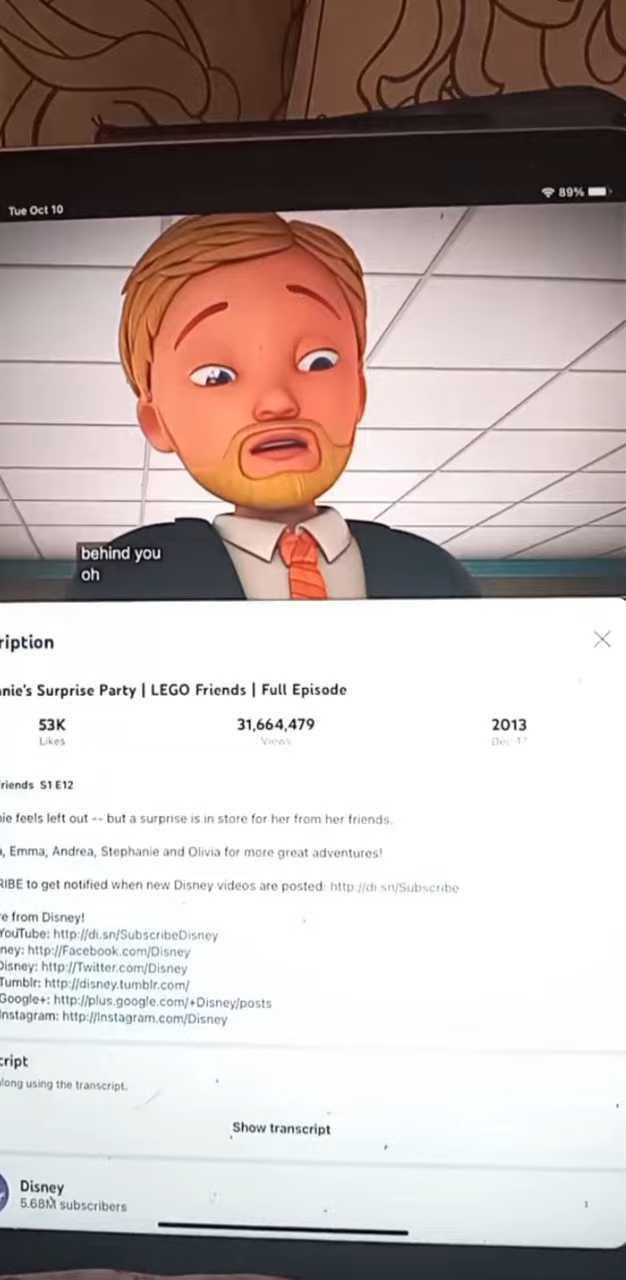 Tue Oct 10
89%
behind you
oh
ription
nie's Surprise Party | LEGO Friends | Full Episode
53K
31,664,479
2013
Likes
Views
Dec 17
riends S1 E12
ie feels left out -- but a surprise is in store for her from her friends.
, Emma, Andrea, Stephanie and Olivia for more great adventures!
RIBE to get notified when new Disney videos are posted: http://di.sn/Subscribe
e from Disney!
YouTube: http://di.sn/SubscribeDisney
ney: http://Facebook.com/Disney
Disney: http://Twitter.com/Disney
Tumblr: http://disney.tumblr.com/
Google+: http://plus.google.com/+Disney/posts
Instagram: http://Instagram.com/Disney
cript
long using the transcript.
Show transcript
Disney
5.68M subscribers